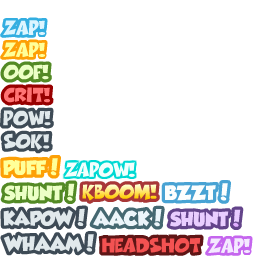 ZAP!
ZAP!
OOF!
CRIT!
POW!
SOK!
PUFF! ZAPOW!
SHUNT! KBOOM! BZZT!
KAPOW! AACK! SHUNT!
WHAAM! HEADSHOT ZAP!